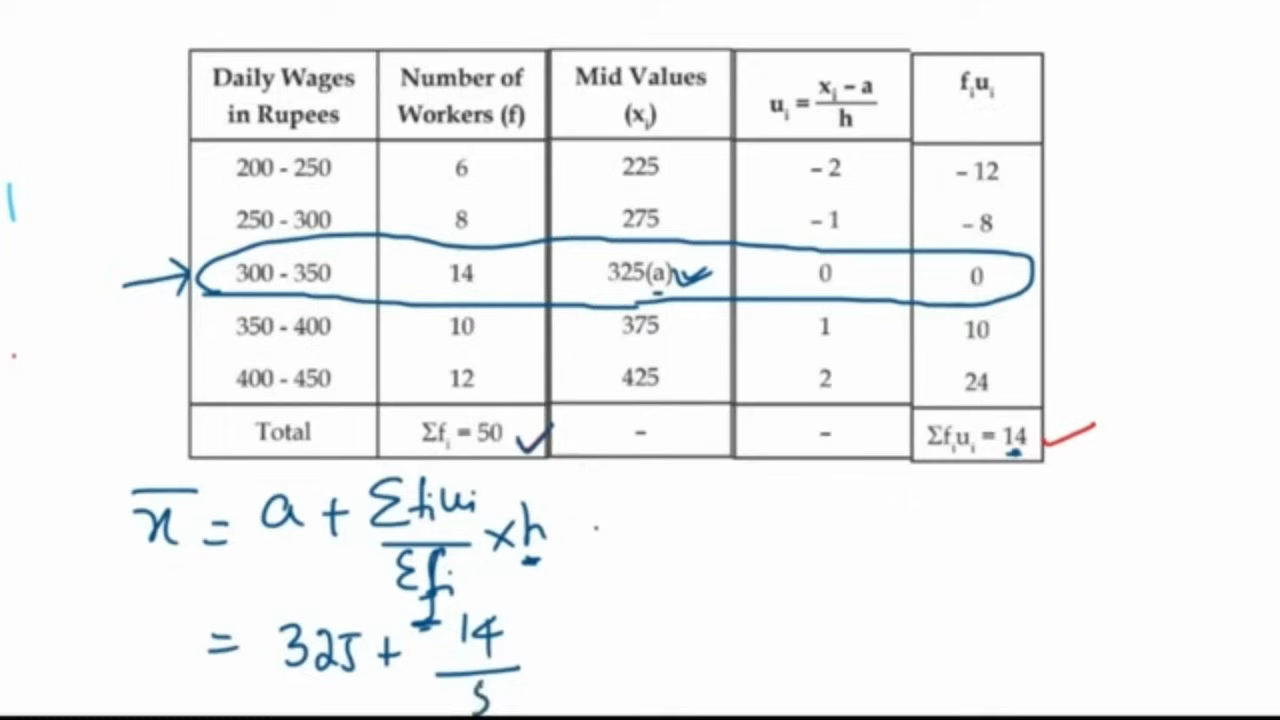 Daily Wages in Rupees | Number of Workers (f) | Mid Values (xᵢ) | uᵢ = (xᵢ – a)/h | fᵢuᵢ
200 - 250 | 6 | 225 | – 2 | – 12
250 - 300 | 8 | 275 | – 1 | – 8
300 - 350 | 14 | 325(a) | 0 | 0
350 - 400 | 10 | 375 | 1 | 10
400 - 450 | 12 | 425 | 2 | 24
Total | Σfᵢ = 50 | – | – | Σfᵢuᵢ = 14
x̄ = a + Σfᵢuᵢ/Σfᵢ × h
= 325 + 14/5